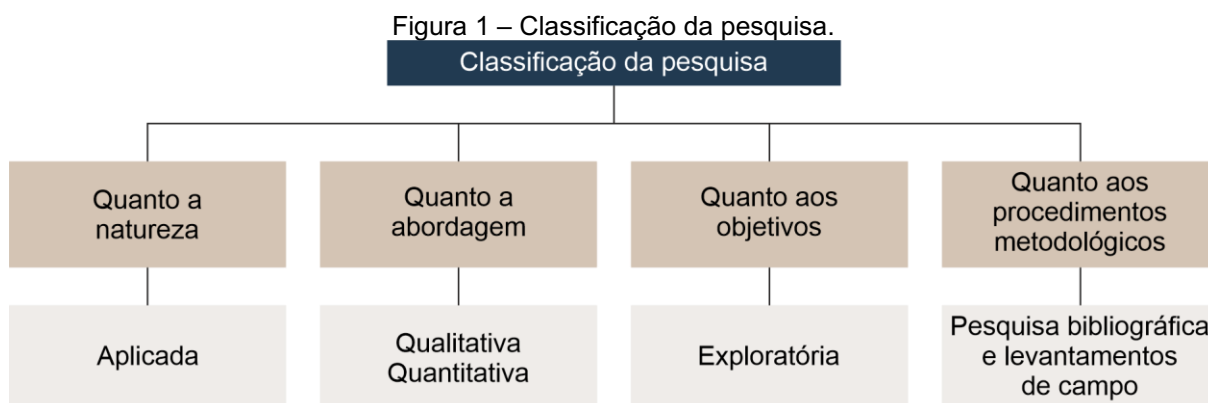 Figura 1 – Classificação da pesquisa.
Classificação da pesquisa
Quanto a
natureza
Quanto a
abordagem
Quanto aos
objetivos
Quanto aos
procedimentos
metodológicos
Aplicada
Qualitativa
Quantitativa
Exploratória
Pesquisa bibliográfica
e levantamentos
de campo